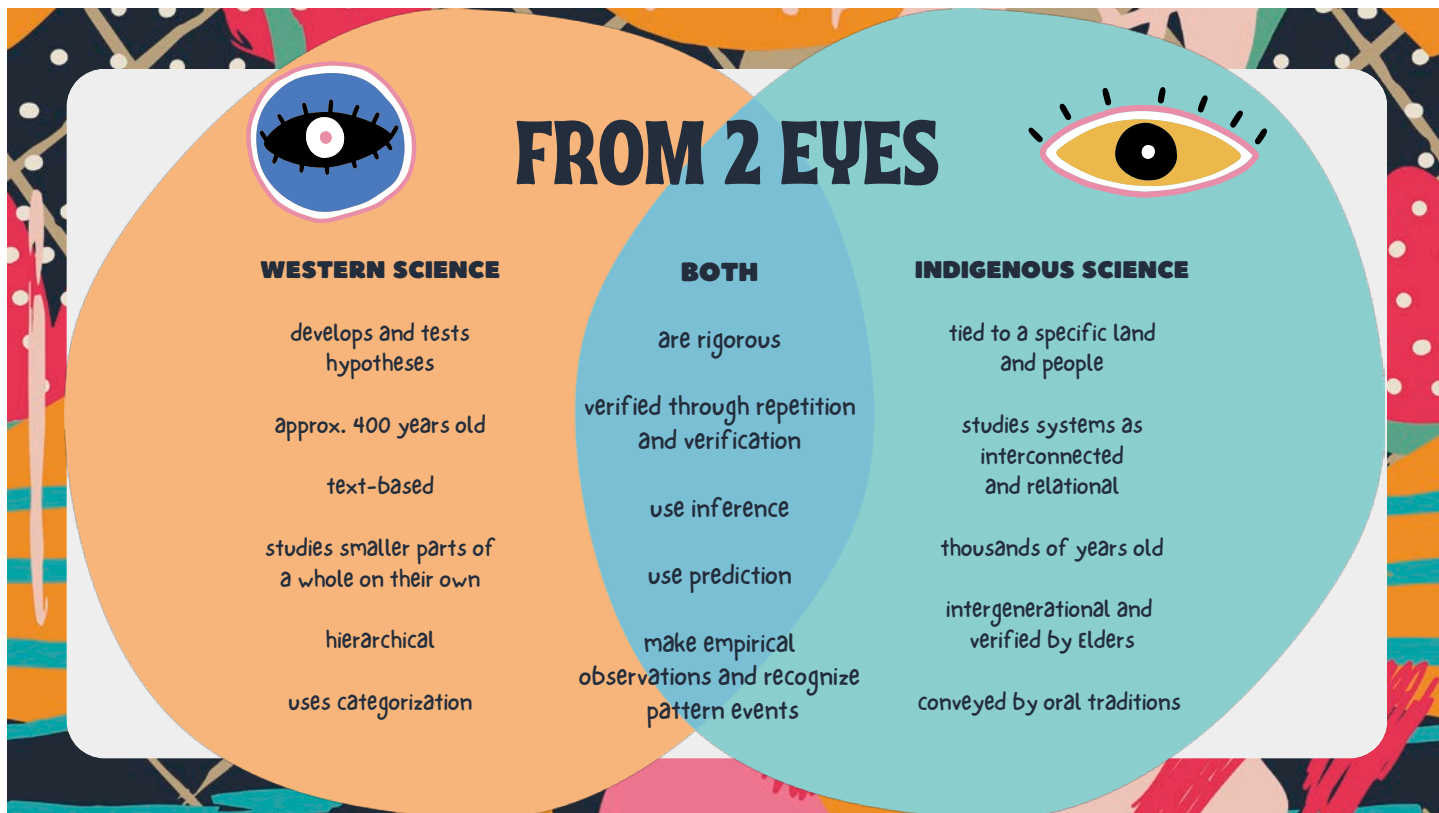 FROM 2 EYES
WESTERN SCIENCE
develops and tests
hypotheses
approx. 400 years old
text-based
studies smaller parts of
a whole on their own
hierarchical
uses categorization
BOTH
are rigorous
verified through repetition
and verification
use inference
use prediction
make empirical
observations and recognize
pattern events
INDIGENOUS SCIENCE
tied to a specific land
and people
studies systems as
interconnected
and relational
thousands of years old
intergenerational and
verified by Elders
conveyed by oral traditions